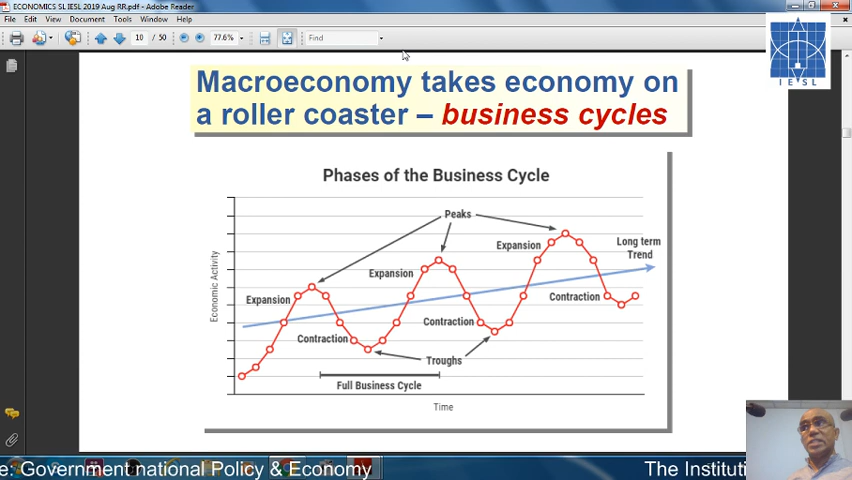 ECONOMICS SL IESL 2019 Aug RR.pdf - Adobe Reader
File Edit View Document Tools Window Help
10 / 50 77.6% Find
IESL
Macroeconomy takes economy on
a roller coaster – business cycles
Phases of the Business Cycle
Peaks
Expansion
Long term
Trend
Expansion
Expansion
Contraction
Contraction
Contraction
Troughs
Full Business Cycle
Economic Activity
Time
e: Government national Policy & Economy
The Instituti